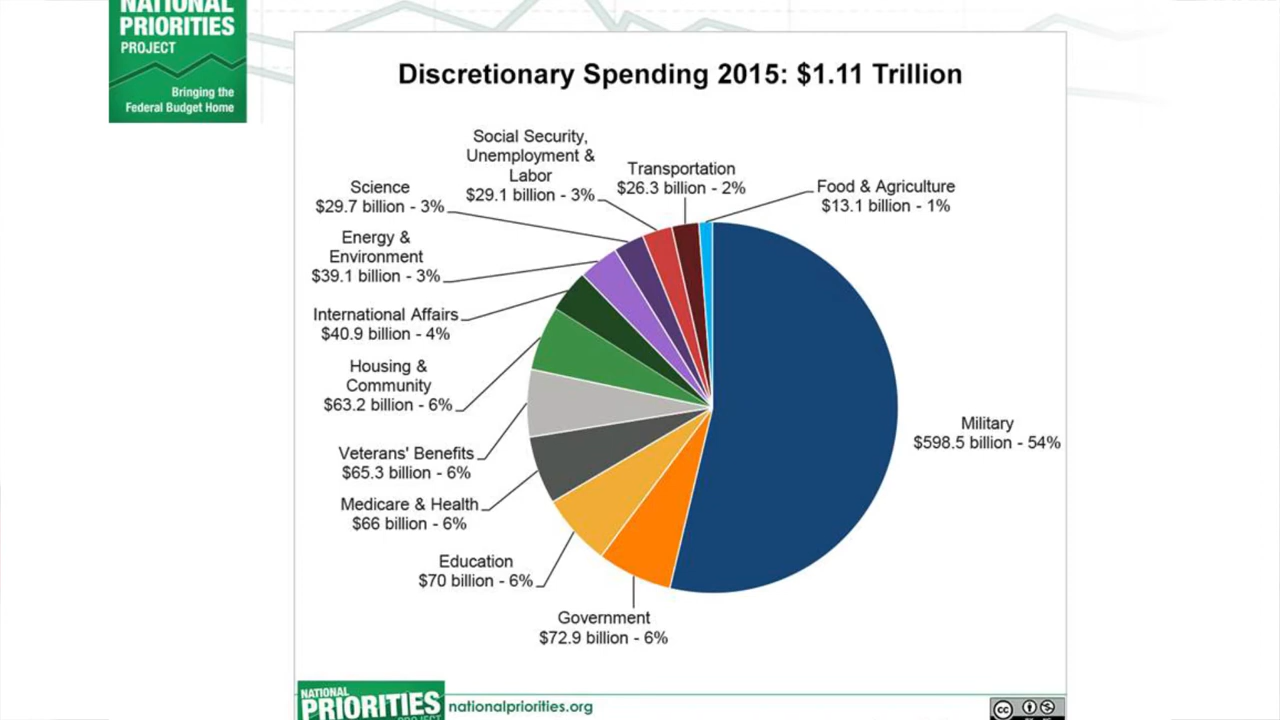 NATIONAL
PRIORITIES
PROJECT
Bringing the
Federal Budget Home
Discretionary Spending 2015: $1.11 Trillion
Social Security,
Unemployment &
Labor
$29.1 billion - 3%
Transportation
$26.3 billion - 2%
Food & Agriculture
$13.1 billion - 1%
Science
$29.7 billion - 3%
Energy &
Environment
$39.1 billion - 3%
International Affairs
$40.9 billion - 4%
Housing &
Community
$63.2 billion - 6%
Veterans' Benefits
$65.3 billion - 6%
Medicare & Health
$66 billion - 6%
Education
$70 billion - 6%
Government
$72.9 billion - 6%
Military
$598.5 billion - 54%
NATIONAL
PRIORITIES
PROJECT
nationalpriorities.org
cc